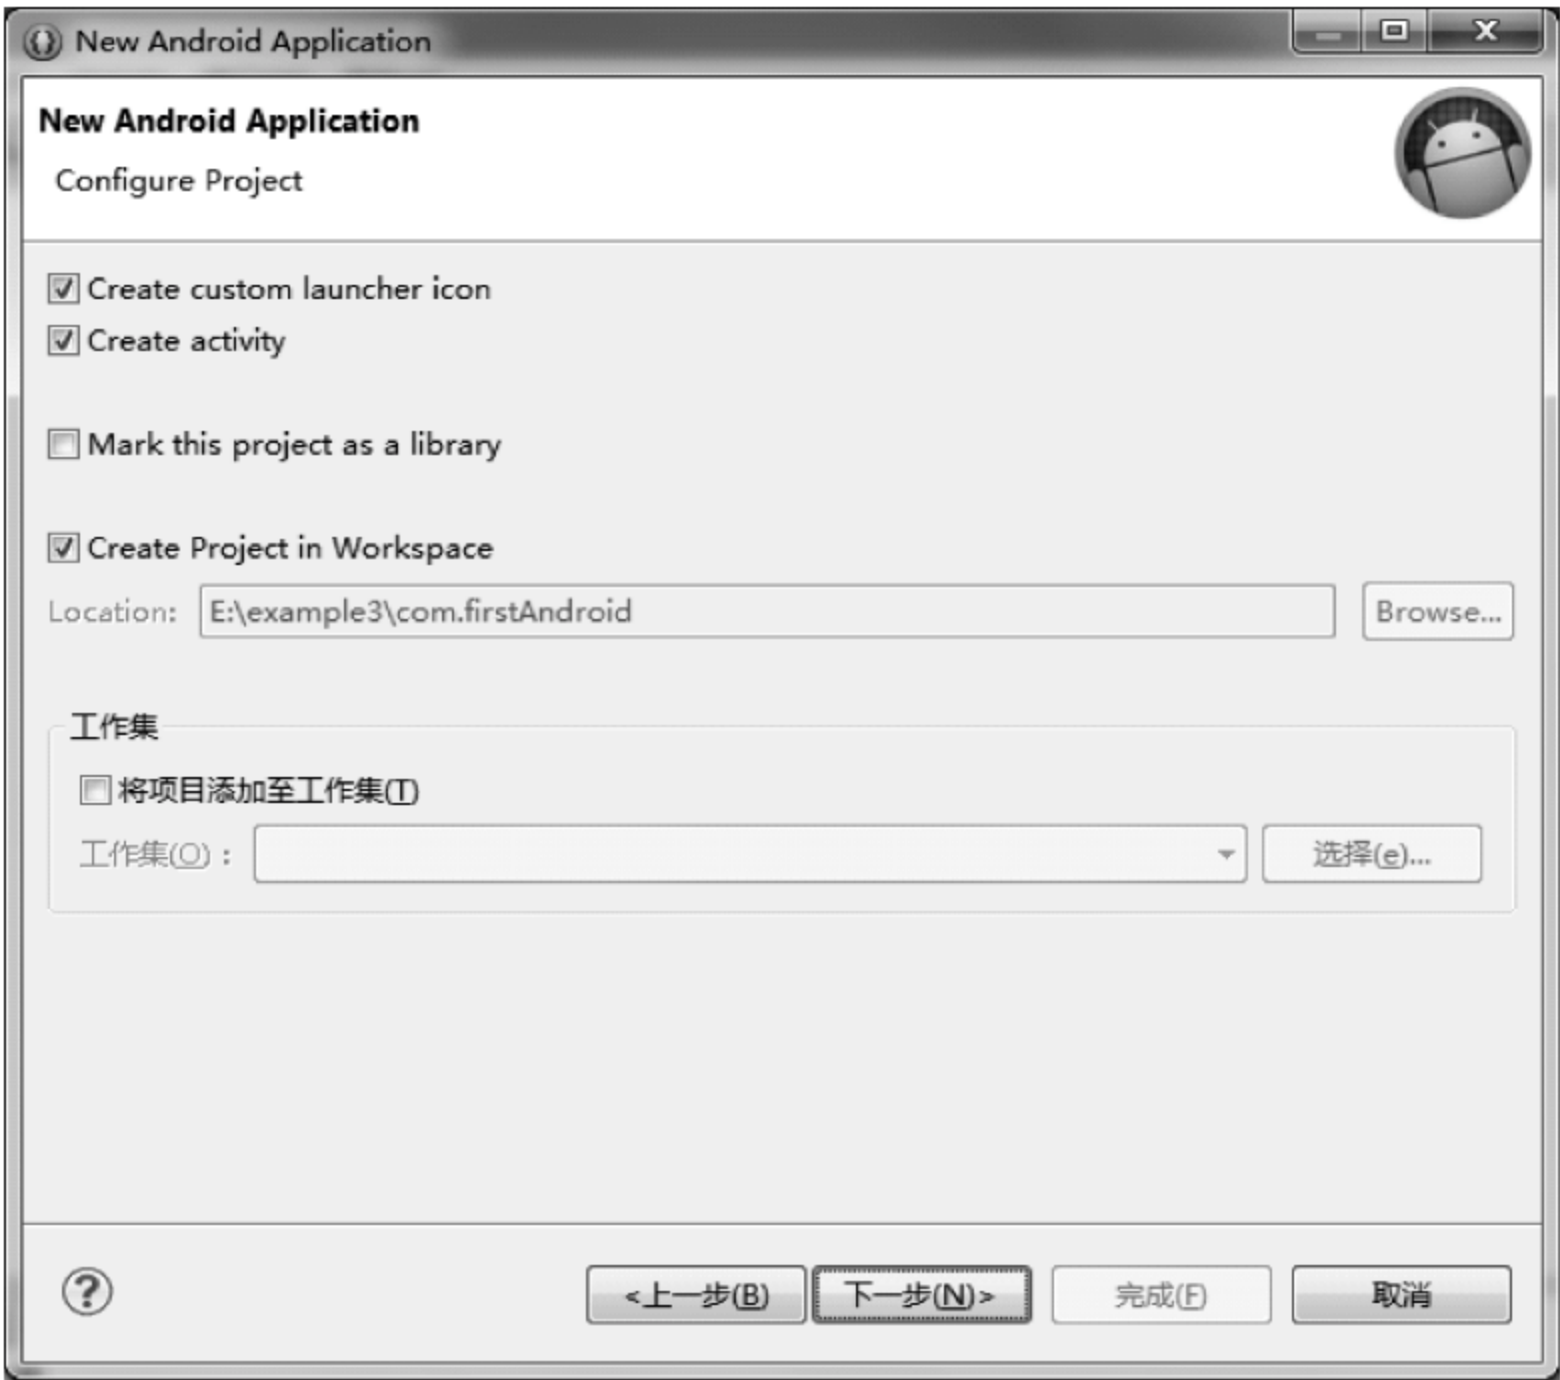 New Android Application
New Android Application
Configure Project
Create custom launcher icon
Create activity
Mark this project as a library
Create Project in Workspace
Location: E:\example3\com.firstAndroid Browse...
工作集
将项目添加至工作集(T)
工作集(O): 选择(e)...
? <上一步(B) 下一步(N)> 完成(F) 取消